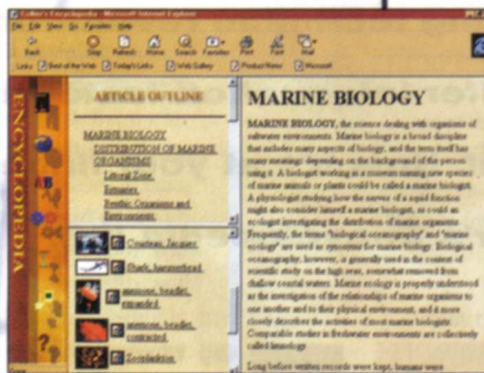 Collier's Encyclopedia - Microsoft Internet Explorer
File Edit View Go Favorites Help
Back Stop Refresh Home Search Favorites Print Font Mail
Links Best of the Web Today's Links Web Gallery Product News Microsoft
ENCYCLOPEDIA
ARTICLE OUTLINE
MARINE BIOLOGY
DISTRIBUTION OF MARINE
ORGANISMS
Littoral Zone.
Estuaries.
Benthic Organisms and
Environments.
Cousteau, Jacques.
Shark, hammerhead.
anemone, beadlet,
expanded.
anemone, beadlet,
contracted.
Zooplankton.
MARINE BIOLOGY
MARINE BIOLOGY, the science dealing with organisms of
saltwater environments. Marine biology is a broad discipline
that includes many aspects of biology, and the term itself has
many meanings depending on the background of the person
using it. A biologist working in a museum naming new species
of marine animals or plants could be called a marine biologist.
A physiologist studying how the nerves of a squid function
might also consider himself a marine biologist, as could an
ecologist investigating the distribution of marine organisms.
Frequently, the terms "biological oceanography" and "marine
ecology" are used as synonyms for marine biology. Biological
oceanography, however, is generally used in the context of
scientific study on the high seas, somewhat removed from
shallow coastal waters. Marine ecology is properly understood
as the investigation of the relationships of marine organisms to
one another and to their physical environment, and it more
closely describes the activities of most marine biologists.
Comparable studies in freshwater environments are collectively
called limnology.
Long before written records were kept, humans were